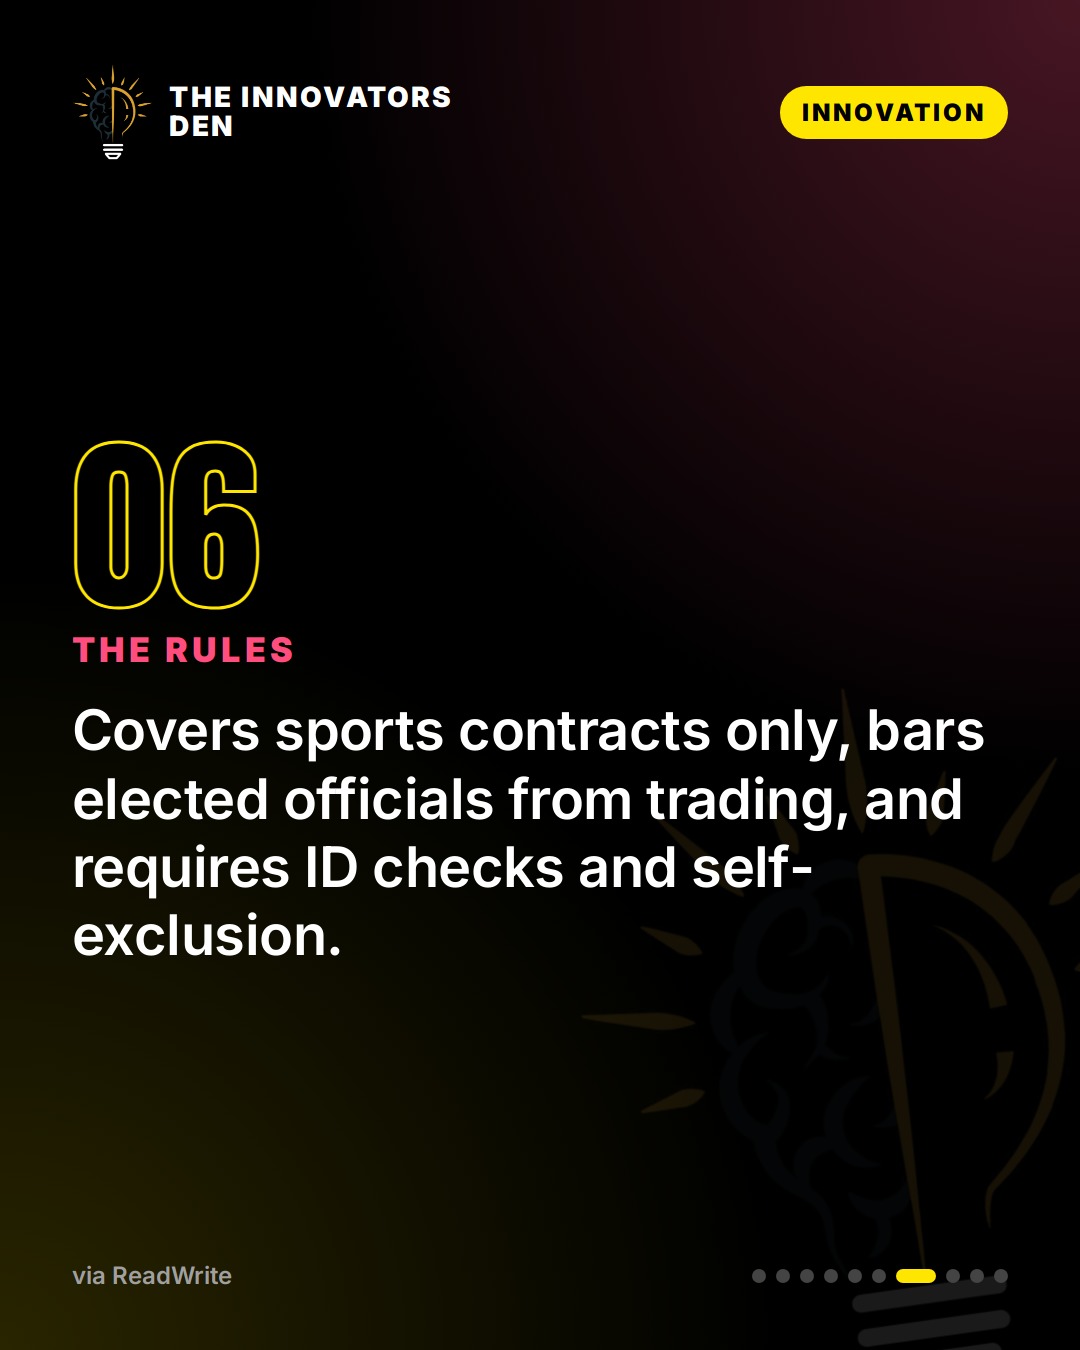 THE INNOVATORS
DEN
INNOVATION
06
THE RULES
Covers sports contracts only, bars
elected officials from trading, and
requires ID checks and self-
exclusion.
via ReadWrite